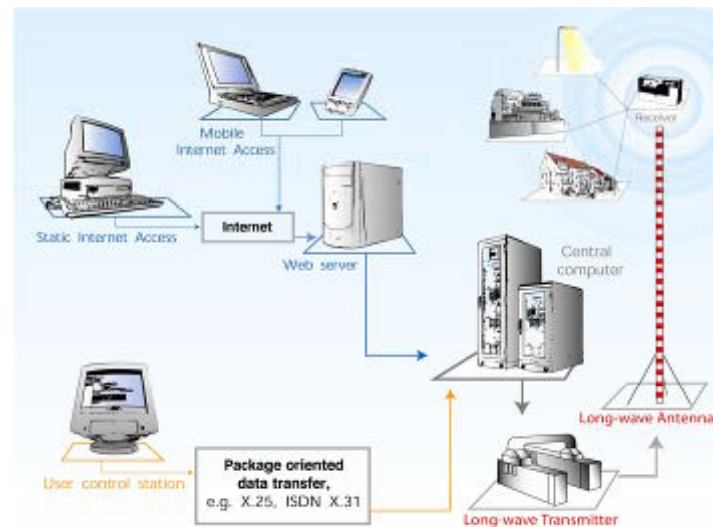 Mobile
Internet Access
Receiver
Static Internet Access
Internet
Web server
Central
computer
Long-wave Antenna
User control station
Package oriented
data transfer,
e.g. X.25, ISDN X.31
Long-wave Transmitter